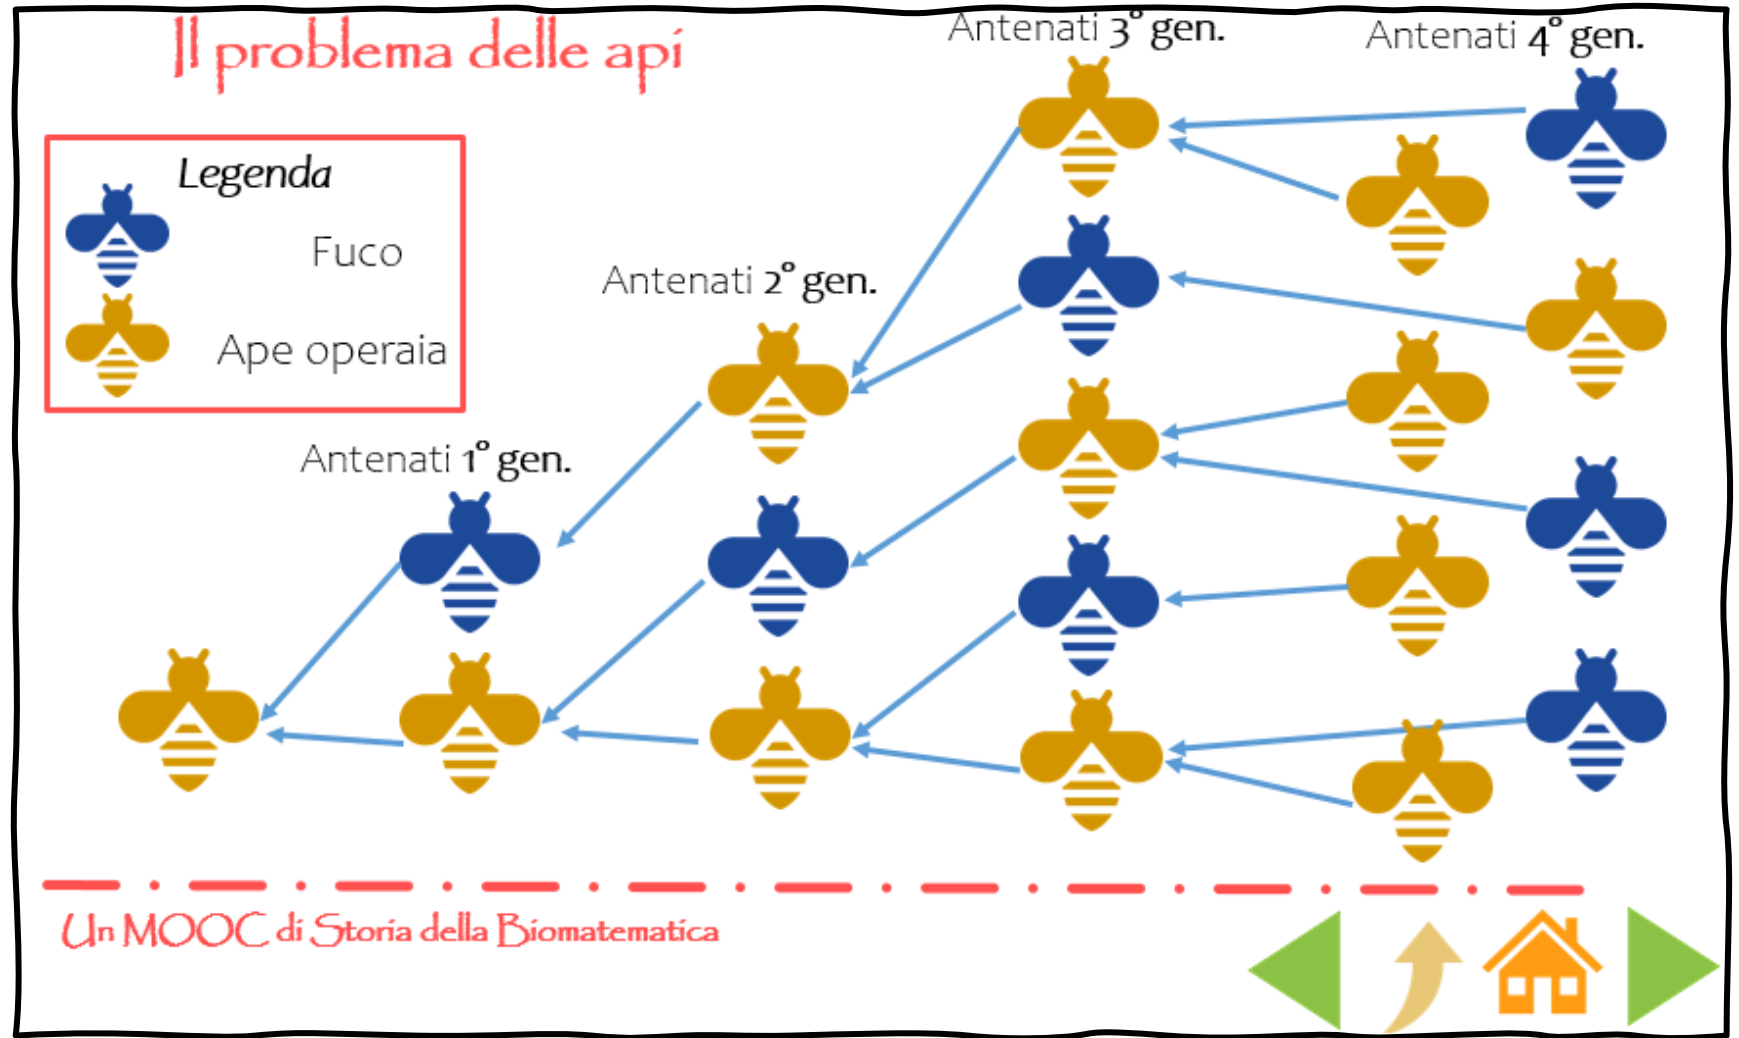 Il problema delle api
Antenati 3° gen.
Antenati 4° gen.
Legenda
Fuco
Ape operaia
Antenati 2° gen.
Antenati 1° gen.
Un MOOC di Storia della Biomatematica